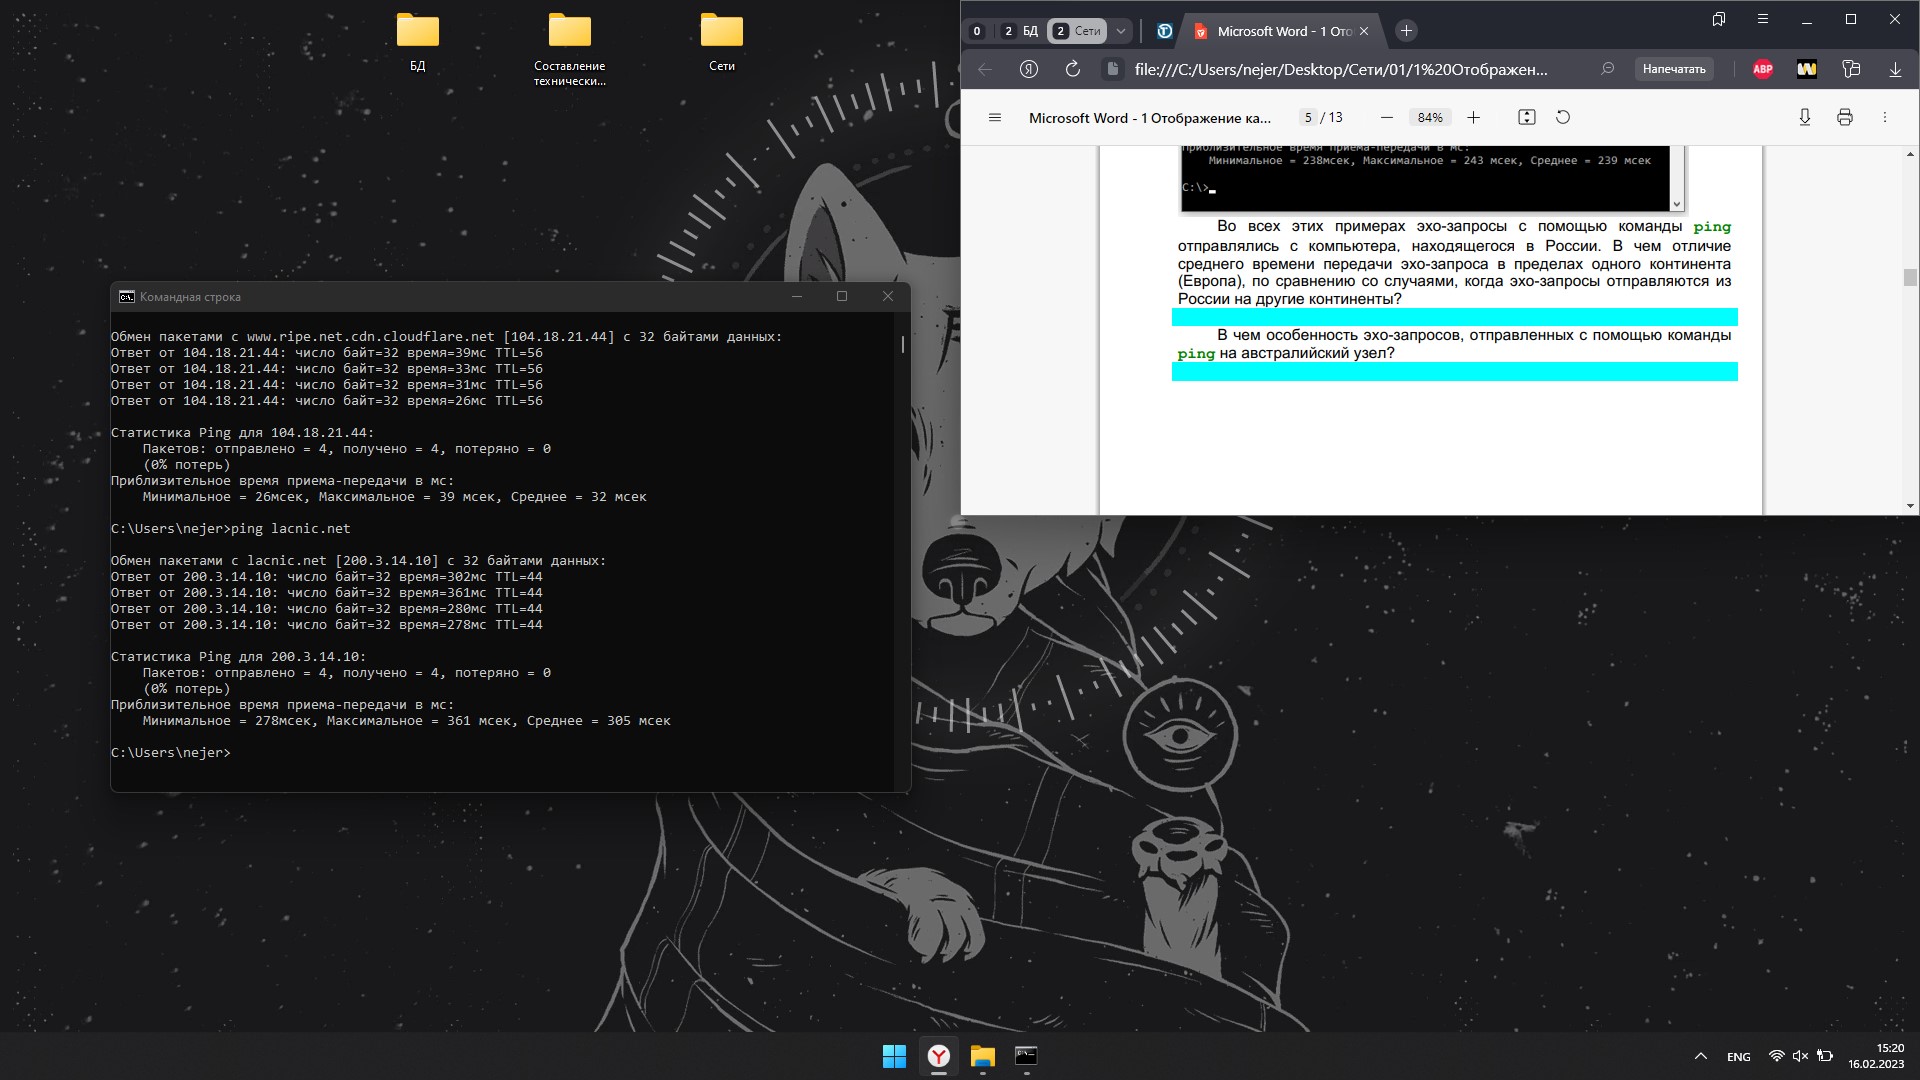 БД
Составление
технически...
Сети
0
2 БД
2 Сети
Microsoft Word - 1 Ото
file:///C:/Users/nejer/Desktop/Сети/01/1%20Отображен...
Напечатать
ABP
Microsoft Word - 1 Отображение ка...
5 / 13
84%
Приблизительное время приема-передачи в мс:
Минимальное = 238мсек, Максимальное = 243 мсек, Среднее = 239 мсек
C:\>
Во всех этих примерах эхо-запросы с помощью команды ping
отправлялись с компьютера, находящегося в России. В чем отличие
среднего времени передачи эхо-запроса в пределах одного континента
(Европа), по сравнению со случаями, когда эхо-запросы отправляются из
России на другие континенты?
В чем особенность эхо-запросов, отправленных с помощью команды
ping на австралийский узел?
Командная строка
Обмен пакетами с www.ripe.net.cdn.cloudflare.net [104.18.21.44] с 32 байтами данных:
Ответ от 104.18.21.44: число байт=32 время=39мс TTL=56
Ответ от 104.18.21.44: число байт=32 время=33мс TTL=56
Ответ от 104.18.21.44: число байт=32 время=31мс TTL=56
Ответ от 104.18.21.44: число байт=32 время=26мс TTL=56
Статистика Ping для 104.18.21.44:
Пакетов: отправлено = 4, получено = 4, потеряно = 0
(0% потерь)
Приблизительное время приема-передачи в мс:
Минимальное = 26мсек, Максимальное = 39 мсек, Среднее = 32 мсек
C:\Users\nejer>ping lacnic.net
Обмен пакетами с lacnic.net [200.3.14.10] с 32 байтами данных:
Ответ от 200.3.14.10: число байт=32 время=302мс TTL=44
Ответ от 200.3.14.10: число байт=32 время=361мс TTL=44
Ответ от 200.3.14.10: число байт=32 время=280мс TTL=44
Ответ от 200.3.14.10: число байт=32 время=278мс TTL=44
Статистика Ping для 200.3.14.10:
Пакетов: отправлено = 4, получено = 4, потеряно = 0
(0% потерь)
Приблизительное время приема-передачи в мс:
Минимальное = 278мсек, Максимальное = 361 мсек, Среднее = 305 мсек
C:\Users\nejer>
ENG
15:20
16.02.2023